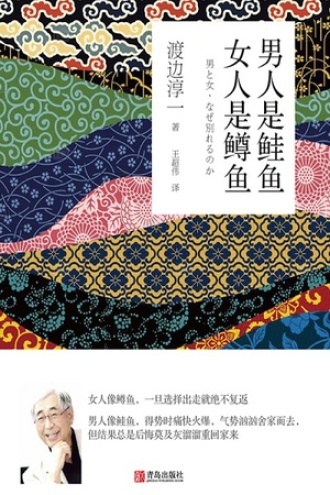 男人是鲑鱼
女人是鳟鱼
男と女、なぜ別れるのか
渡边淳一
著
王超伟 译
女人像鳟鱼，一旦选择出走就绝不复返
男人像鲑鱼，得势时痛快火爆，气势汹汹舍家而去，
但结果总是后悔莫及灰溜溜重回家来
青岛出版社